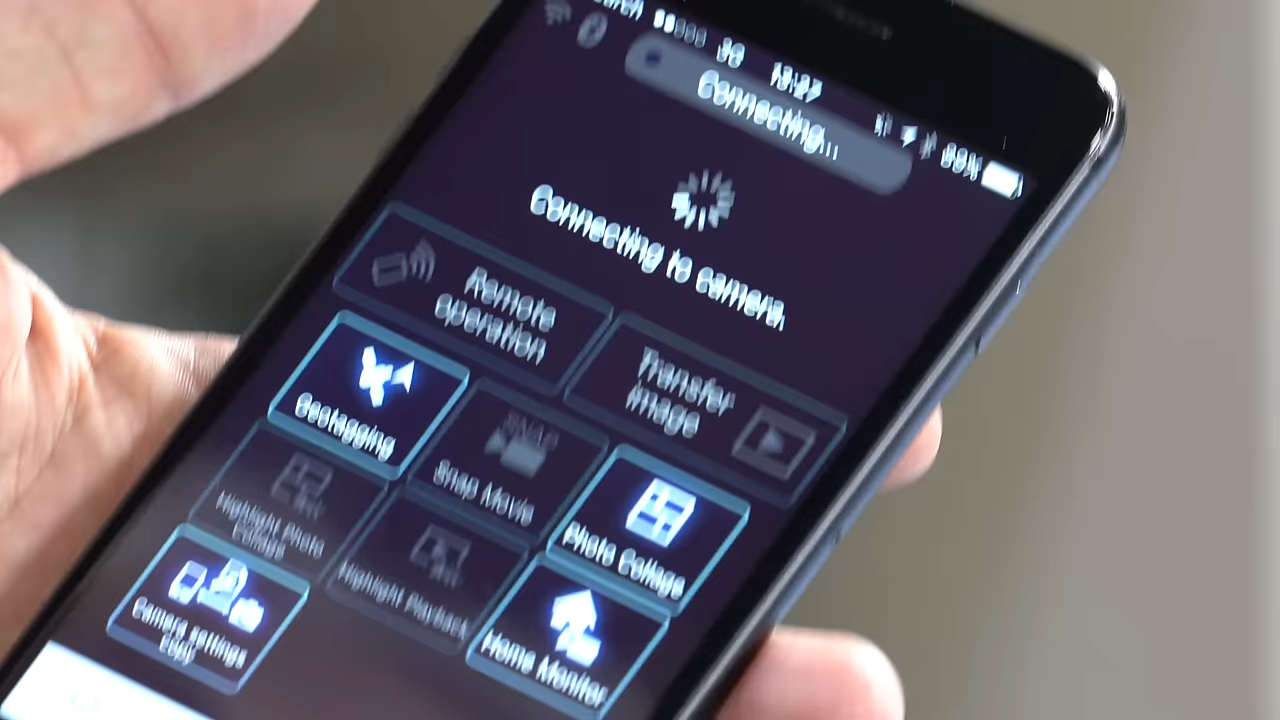 3G
Connecting...
Connecting to camera.
Remote
operation
Transfer
image
Geotagging
Snap Movie
Photo Collage
Highlight Photo
Collage
Highlight Playback
Home Monitor
Camera settings
copy